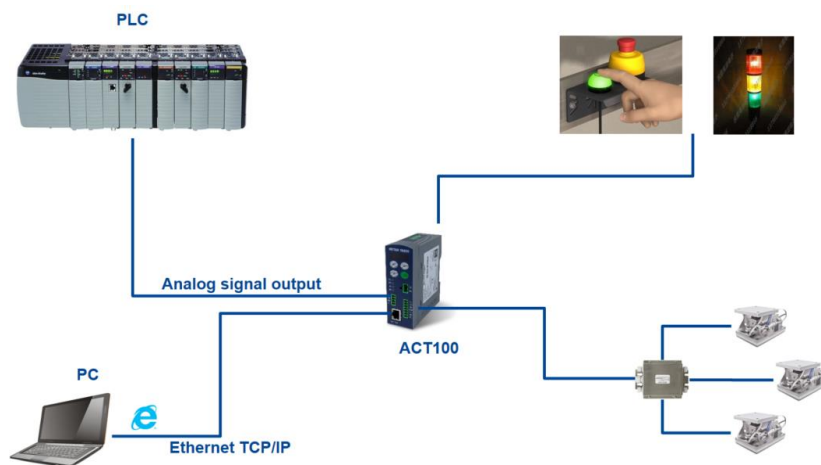 PLC
Analog signal output
ACT100
PC
Ethernet TCP/IP